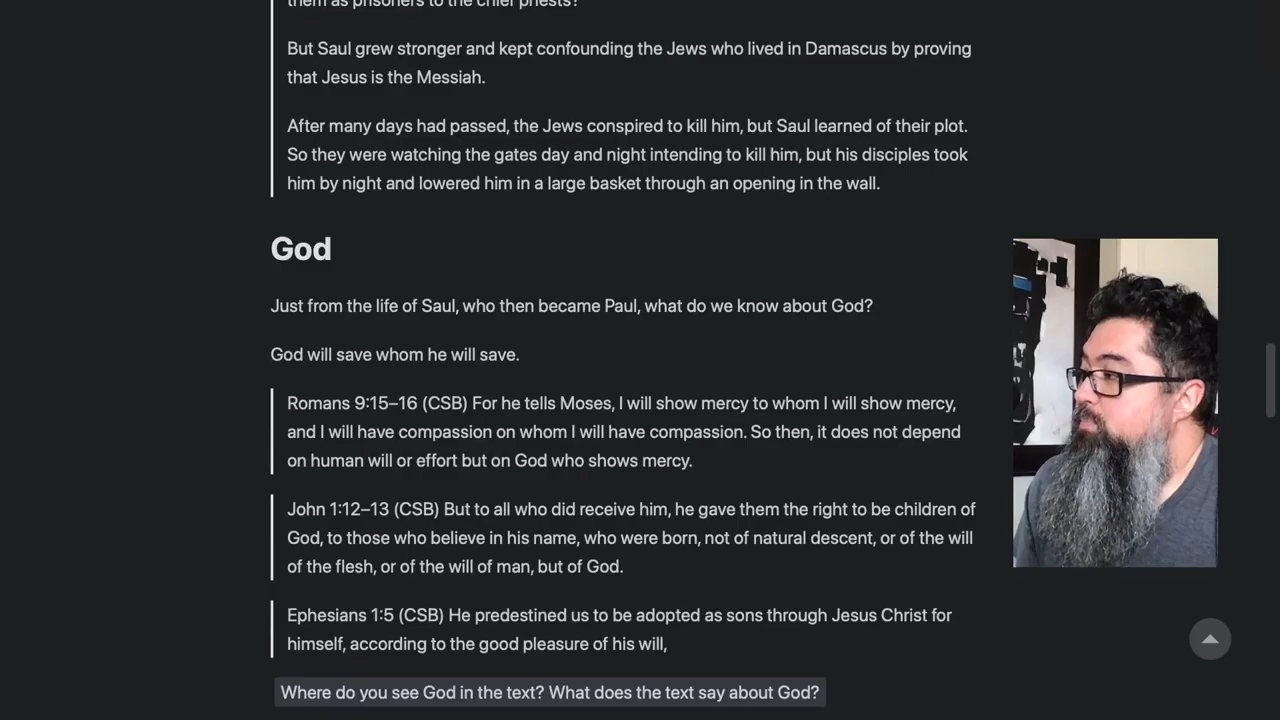 them as prisoners to the chief priests?
But Saul grew stronger and kept confounding the Jews who lived in Damascus by proving
that Jesus is the Messiah.
After many days had passed, the Jews conspired to kill him, but Saul learned of their plot.
So they were watching the gates day and night intending to kill him, but his disciples took
him by night and lowered him in a large basket through an opening in the wall.
God
Just from the life of Saul, who then became Paul, what do we know about God?
God will save whom he will save.
Romans 9:15–16 (CSB) For he tells Moses, I will show mercy to whom I will show mercy,
and I will have compassion on whom I will have compassion. So then, it does not depend
on human will or effort but on God who shows mercy.
John 1:12–13 (CSB) But to all who did receive him, he gave them the right to be children of
God, to those who believe in his name, who were born, not of natural descent, or of the will
of the flesh, or of the will of man, but of God.
Ephesians 1:5 (CSB) He predestined us to be adopted as sons through Jesus Christ for
himself, according to the good pleasure of his will,
Where do you see God in the text? What does the text say about God?